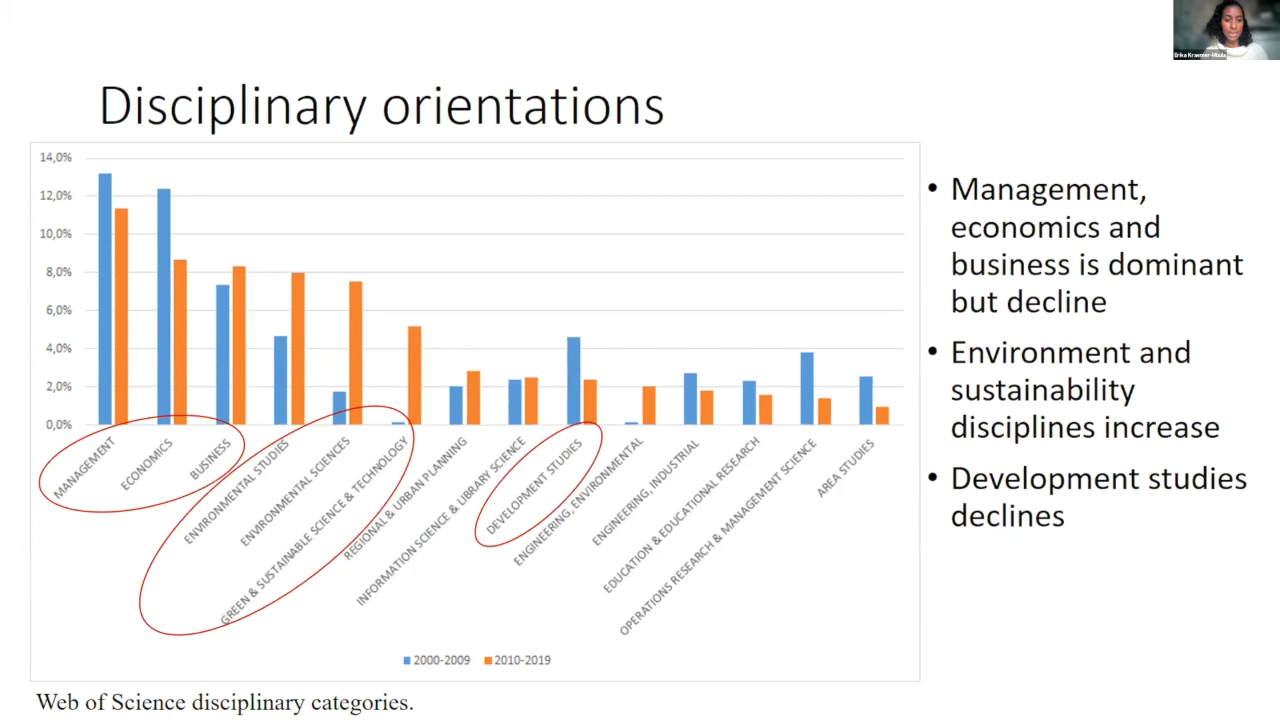 Erika Kraemer-Mbula
Disciplinary orientations
14,0%
12,0%
10,0%
8,0%
6,0%
4,0%
2,0%
0,0%
MANAGEMENT
ECONOMICS
BUSINESS
ENVIRONMENTAL STUDIES
ENVIRONMENTAL SCIENCES
GREEN & SUSTAINABLE SCIENCE & TECHNOLOGY
REGIONAL & URBAN PLANNING
INFORMATION SCIENCE & LIBRARY SCIENCE
DEVELOPMENT STUDIES
ENGINEERING, ENVIRONMENTAL
ENGINEERING, INDUSTRIAL
EDUCATION & EDUCATIONAL RESEARCH
OPERATIONS RESEARCH & MANAGEMENT SCIENCE
AREA STUDIES
2000-2009 2010-2019
• Management,
economics and
business is dominant
but decline
• Environment and
sustainability
disciplines increase
• Development studies
declines
Web of Science disciplinary categories.